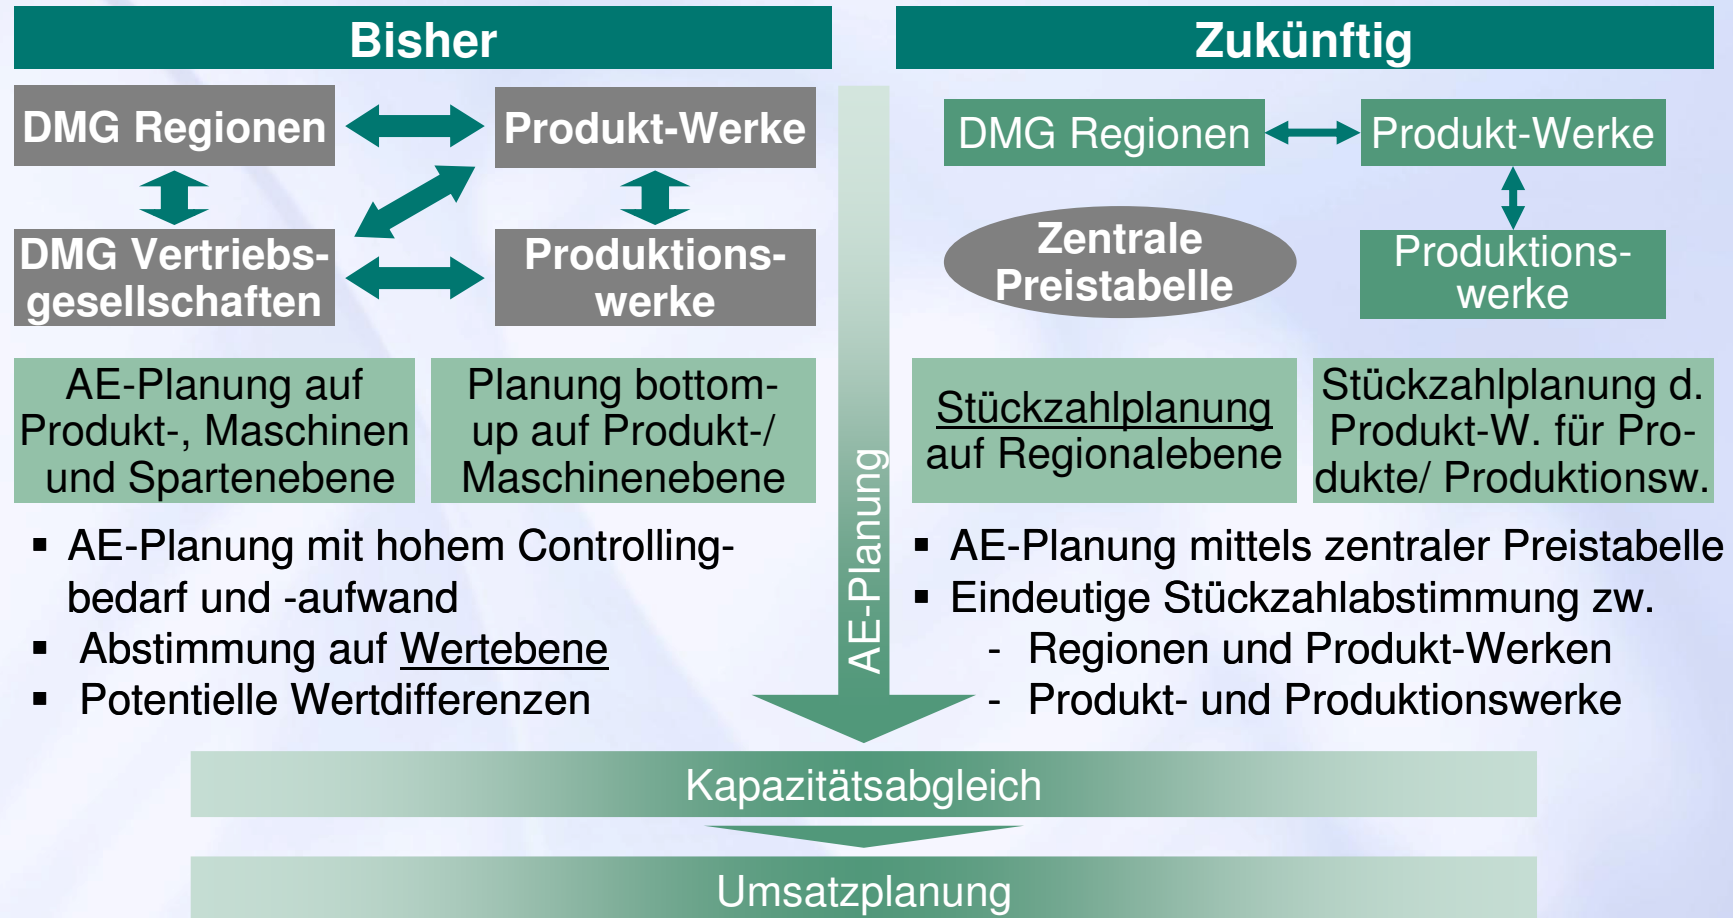 Bisher
DMG Regionen
Produkt-Werke
DMG Vertriebs-
gesellschaften
Produktions-
werke
AE-Planung auf
Produkt-, Maschinen
und Spartenebene
Planung bottom-
up auf Produkt-/
Maschinenebene
▪ AE-Planung mit hohem Controlling-
bedarf und -aufwand
▪ Abstimmung auf Wertebene
▪ Potentielle Wertdifferenzen
AE-Planung
Zukünftig
DMG Regionen
Produkt-Werke
Zentrale
Preistabelle
Produktions-
werke
Stückzahlplanung
auf Regionalebene
Stückzahlplanung d.
Produkt-W. für Pro-
dukte/ Produktionsw.
▪ AE-Planung mittels zentraler Preistabelle
▪ Eindeutige Stückzahlabstimmung zw.
- Regionen und Produkt-Werken
- Produkt- und Produktionswerke
Kapazitätsabgleich
Umsatzplanung